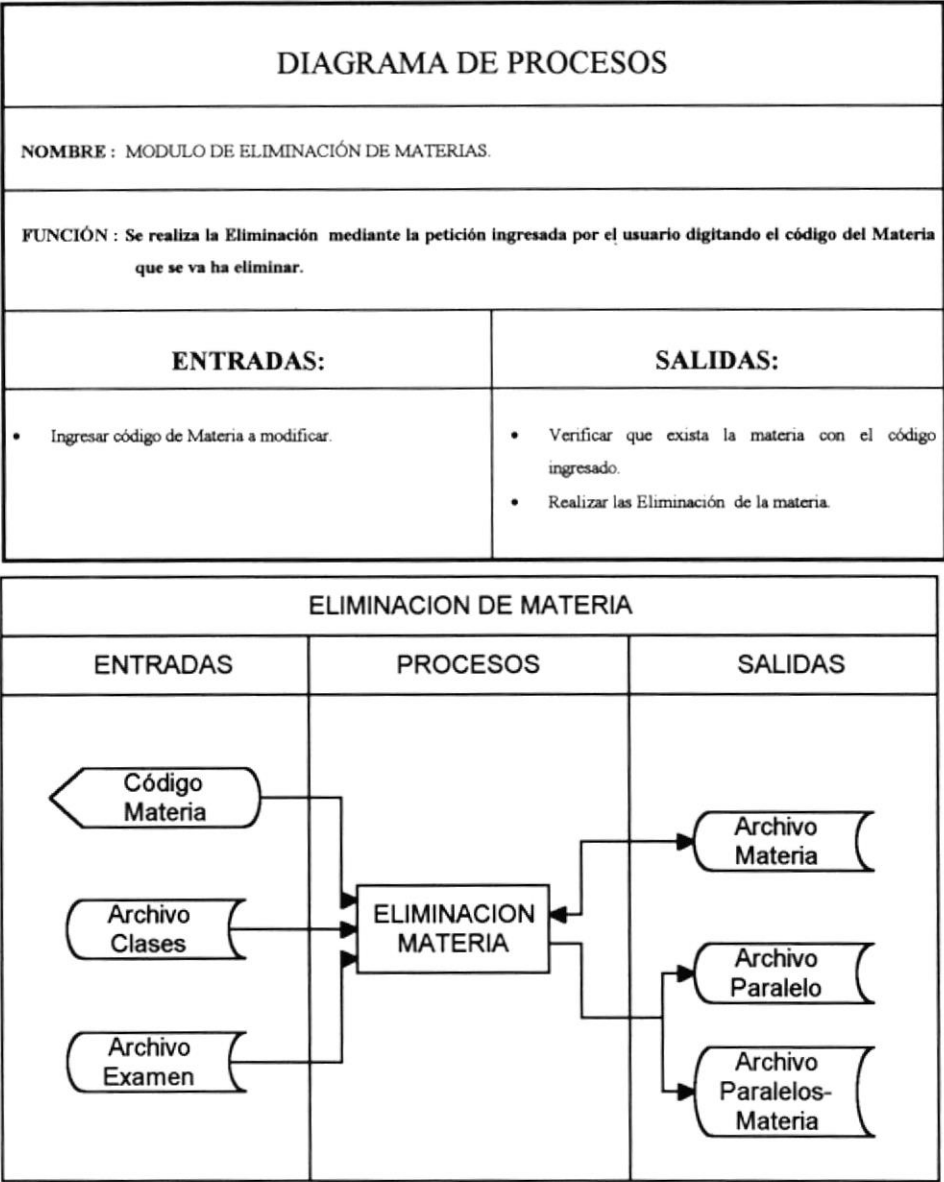 DIAGRAMA DE PROCESOS
NOMBRE : MODULO DE ELIMINACIÓN DE MATERIAS.
FUNCIÓN : Se realiza la Eliminación mediante la petición ingresada por el usuario digitando el código del Materia
que se va ha eliminar.
ENTRADAS:
SALIDAS:
• Ingresar código de Materia a modificar.
• Verificar que exista la materia con el código
ingresado.
• Realizar las Eliminación de la materia.
ELIMINACION DE MATERIA
ENTRADAS
PROCESOS
SALIDAS
Código
Materia
Archivo
Clases
Archivo
Examen
ELIMINACION
MATERIA
Archivo
Materia
Archivo
Paralelo
Archivo
Paralelos-
Materia